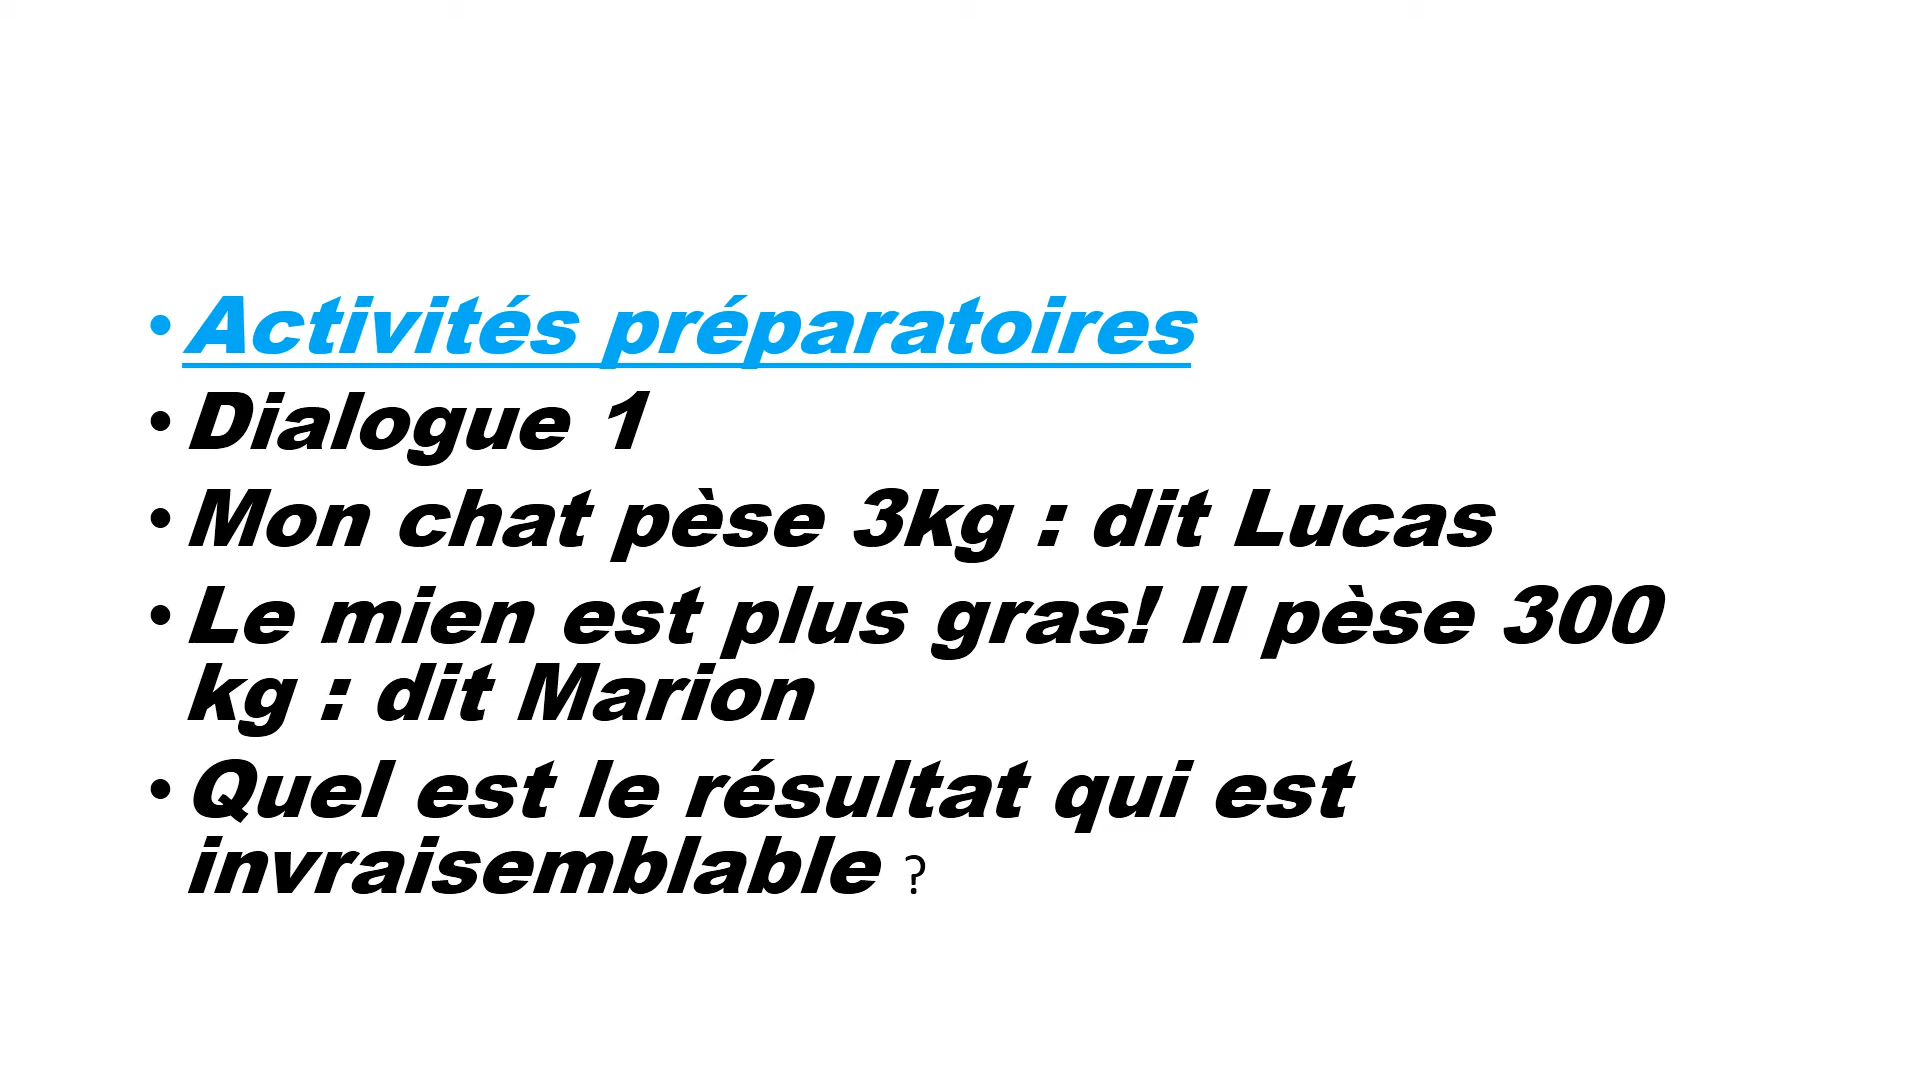 • Activités préparatoires
• Dialogue 1
• Mon chat pèse 3kg : dit Lucas
• Le mien est plus gras! Il pèse 300
kg : dit Marion
• Quel est le résultat qui est
invraisemblable ?